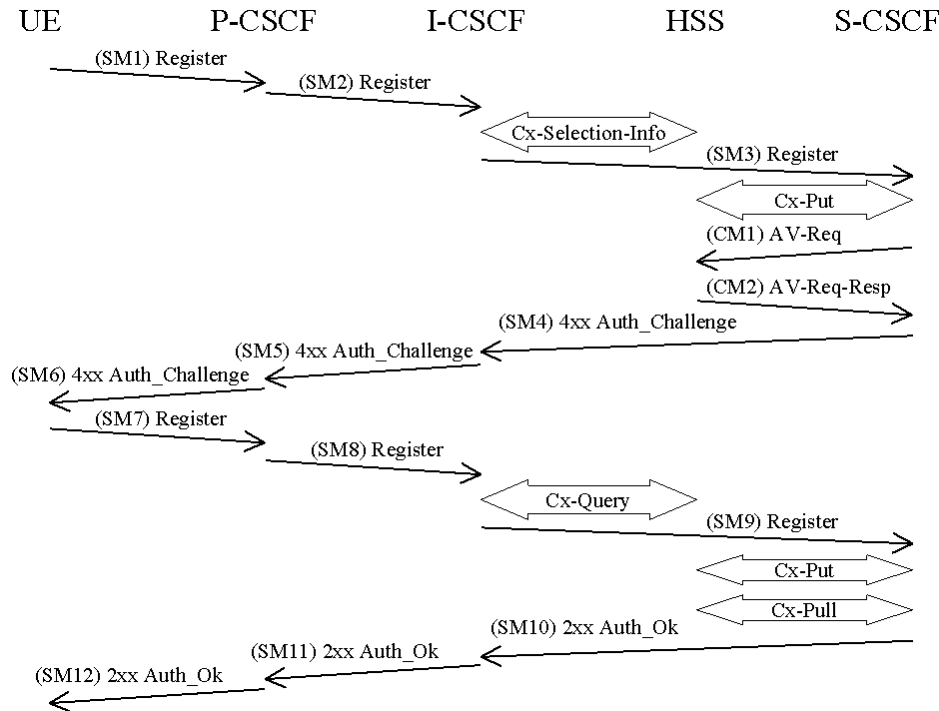 UE P-CSCF I-CSCF HSS S-CSCF
(SM1) Register
(SM2) Register
Cx-Selection-Info
(SM3) Register
Cx-Put
(CM1) AV-Req
(CM2) AV-Req-Resp
(SM4) 4xx Auth_Challenge
(SM5) 4xx Auth_Challenge
(SM6) 4xx Auth_Challenge
(SM7) Register
(SM8) Register
Cx-Query
(SM9) Register
Cx-Put
Cx-Pull
(SM10) 2xx Auth_Ok
(SM11) 2xx Auth_Ok
(SM12) 2xx Auth_Ok